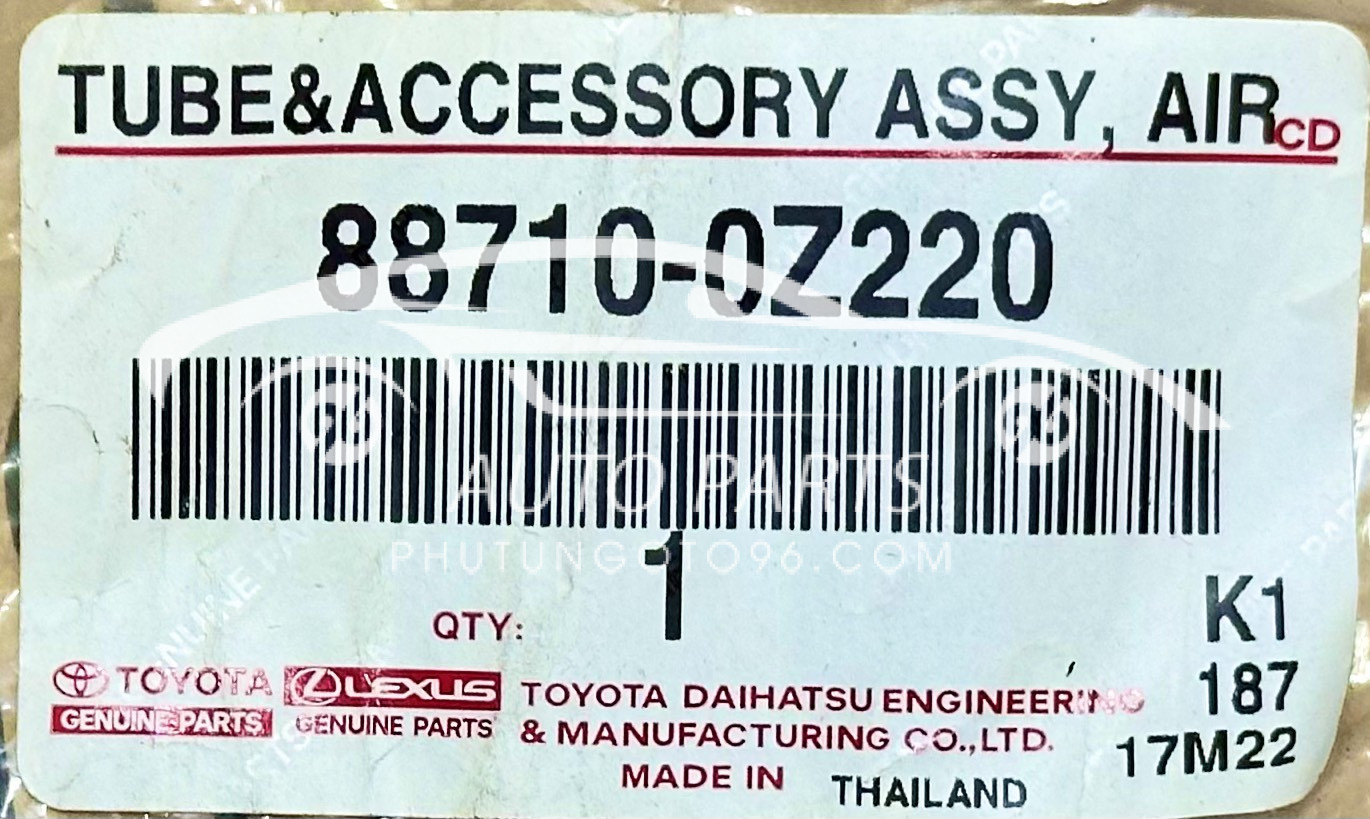 TUBE&ACCESSORY ASSY, AIR CD
88710-0Z220
AUTO PARTS
PHUTUNGOTO96.COM
QTY: 1
K1
187
17M22
TOYOTA
GENUINE PARTS
LEXUS
GENUINE PARTS
TOYOTA DAIHATSU ENGINEERING
& MANUFACTURING CO.,LTD.
MADE IN THAILAND